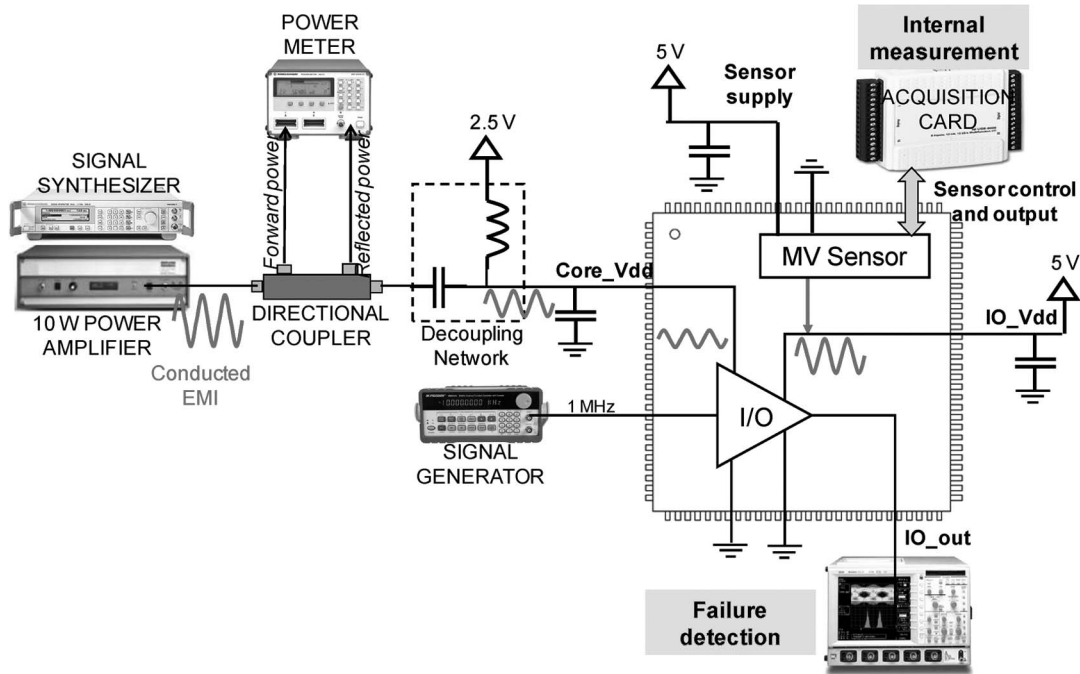 POWER
METER
SIGNAL
SYNTHESIZER
10 W POWER
AMPLIFIER
Conducted
EMI
Forward power
Reflected power
DIRECTIONAL
COUPLER
2.5 V
Decoupling
Network
Core_Vdd
SIGNAL
GENERATOR
1 MHz
5 V
Sensor
supply
Internal
measurement
ACQUISITION
CARD
Sensor control
and output
MV Sensor
5 V
IO_Vdd
I/O
IO_out
Failure
detection